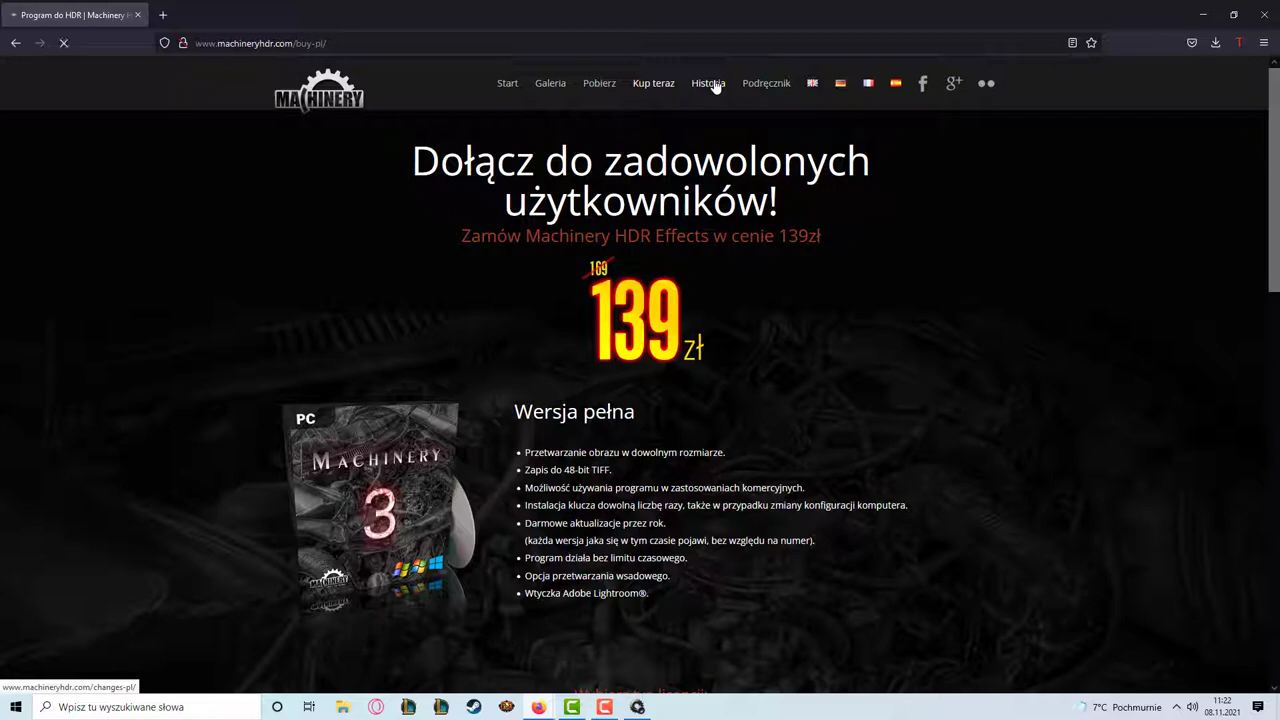 Program do HDR | Machinery H
www.machineryhdr.com/buy-pl/
MACHINERY
Start Galeria Pobierz Kup teraz Historia Podręcznik
Dołącz do zadowolonych
użytkowników!
Zamów Machinery HDR Effects w cenie 139zł
169
139 zł
PC
MACHINERY
3
MACHINERY
Wersja pełna
• Przetwarzanie obrazu w dowolnym rozmiarze.
• Zapis do 48-bit TIFF.
• Możliwość używania programu w zastosowaniach komercyjnych.
• Instalacja klucza dowolną liczbę razy, także w przypadku zmiany konfiguracji komputera.
• Darmowe aktualizacje przez rok.
(każda wersja jaka się w tym czasie pojawi, bez względu na numer).
• Program działa bez limitu czasowego.
• Opcja przetwarzania wsadowego.
• Wtyczka Adobe Lightroom®.
www.machineryhdr.com/changes-pl/
Wpisz tu wyszukiwane słowa
7°C Pochmurnie
11:22
08.11.2021